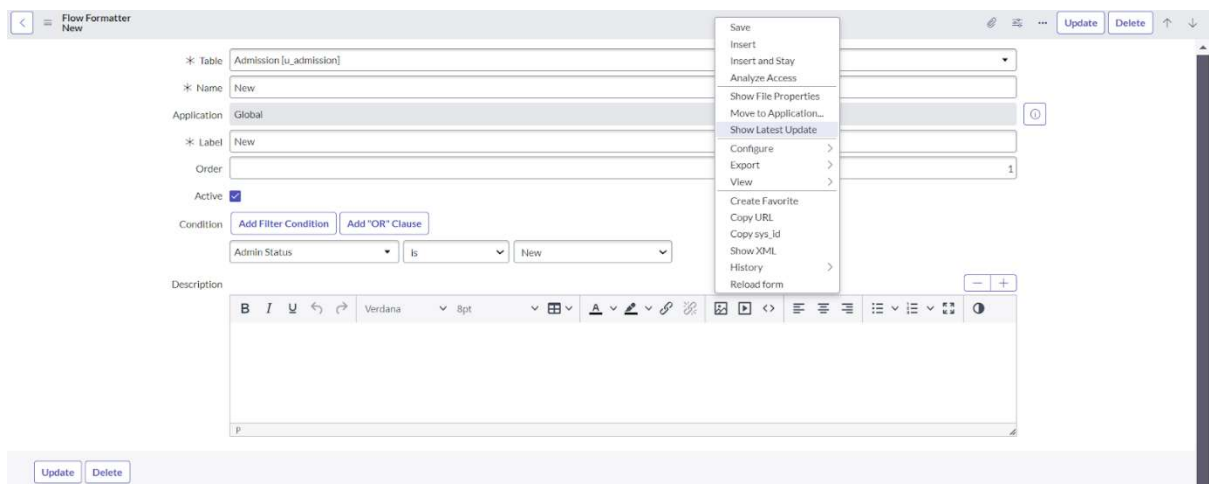 Flow Formatter
New
Update Delete
Table Admission [u_admission]
Name New
Application Global
Label New
Order 1
Active
Condition Add Filter Condition Add "OR" Clause
Admin Status is New
Description
Verdana 8pt
P
Save
Insert
Insert and Stay
Analyze Access
Show File Properties
Move to Application...
Show Latest Update
Configure
Export
View
Create Favorite
Copy URL
Copy sys_id
Show XML
History
Reload form
Update Delete